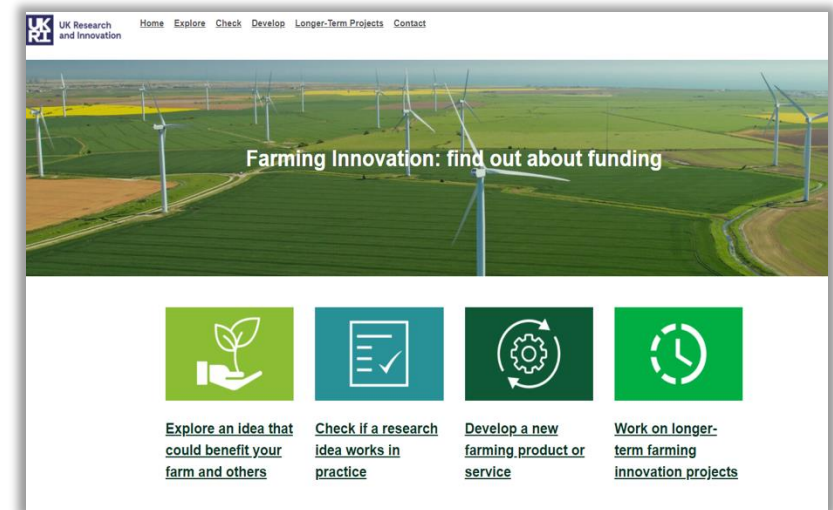 UK
RI
UK Research
and Innovation
Home Explore Check Develop Longer-Term Projects Contact
Farming Innovation: find out about funding
Explore an idea that
could benefit your
farm and others
Check if a research
idea works in
practice
Develop a new
farming product or
service
Work on longer-
term farming
innovation projects